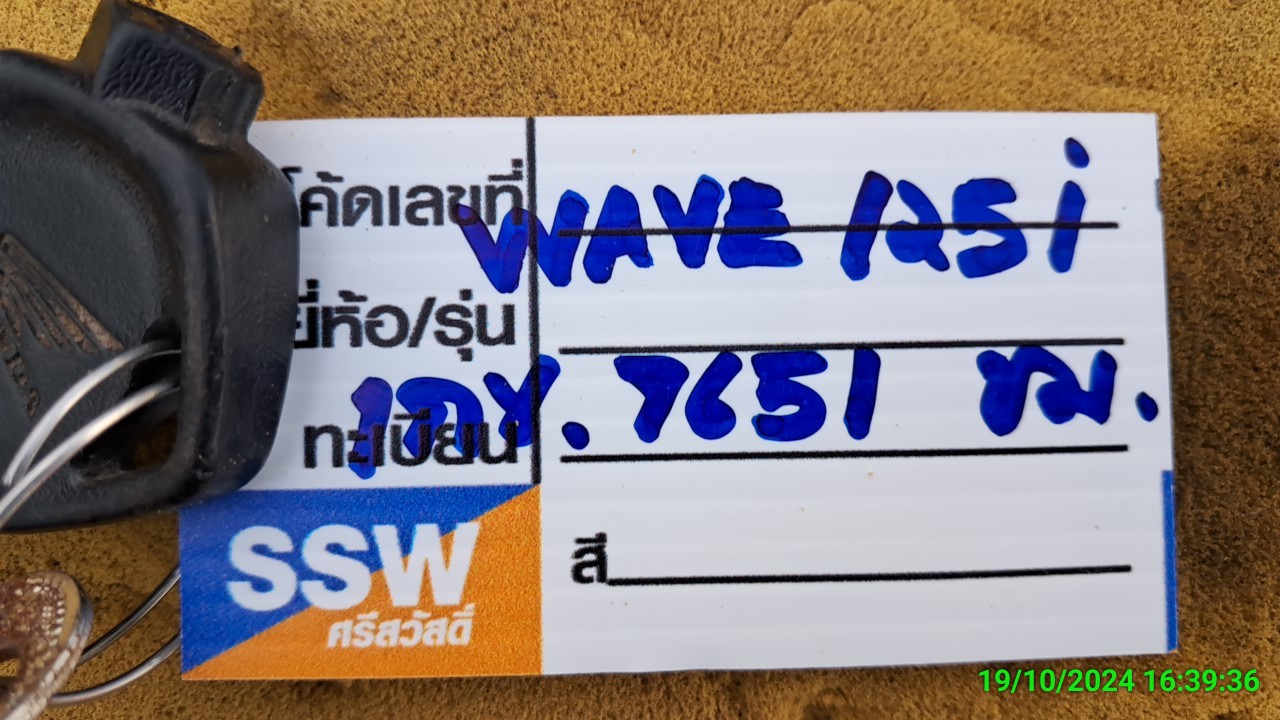 โค้ดเลขที่
WAVE 125i
ยี่ห้อ/รุ่น
ทะเบียน
1กย. 7651 ชม.
SSW
ศรีสวัสดิ์
สี
19/10/2024 16:39:36